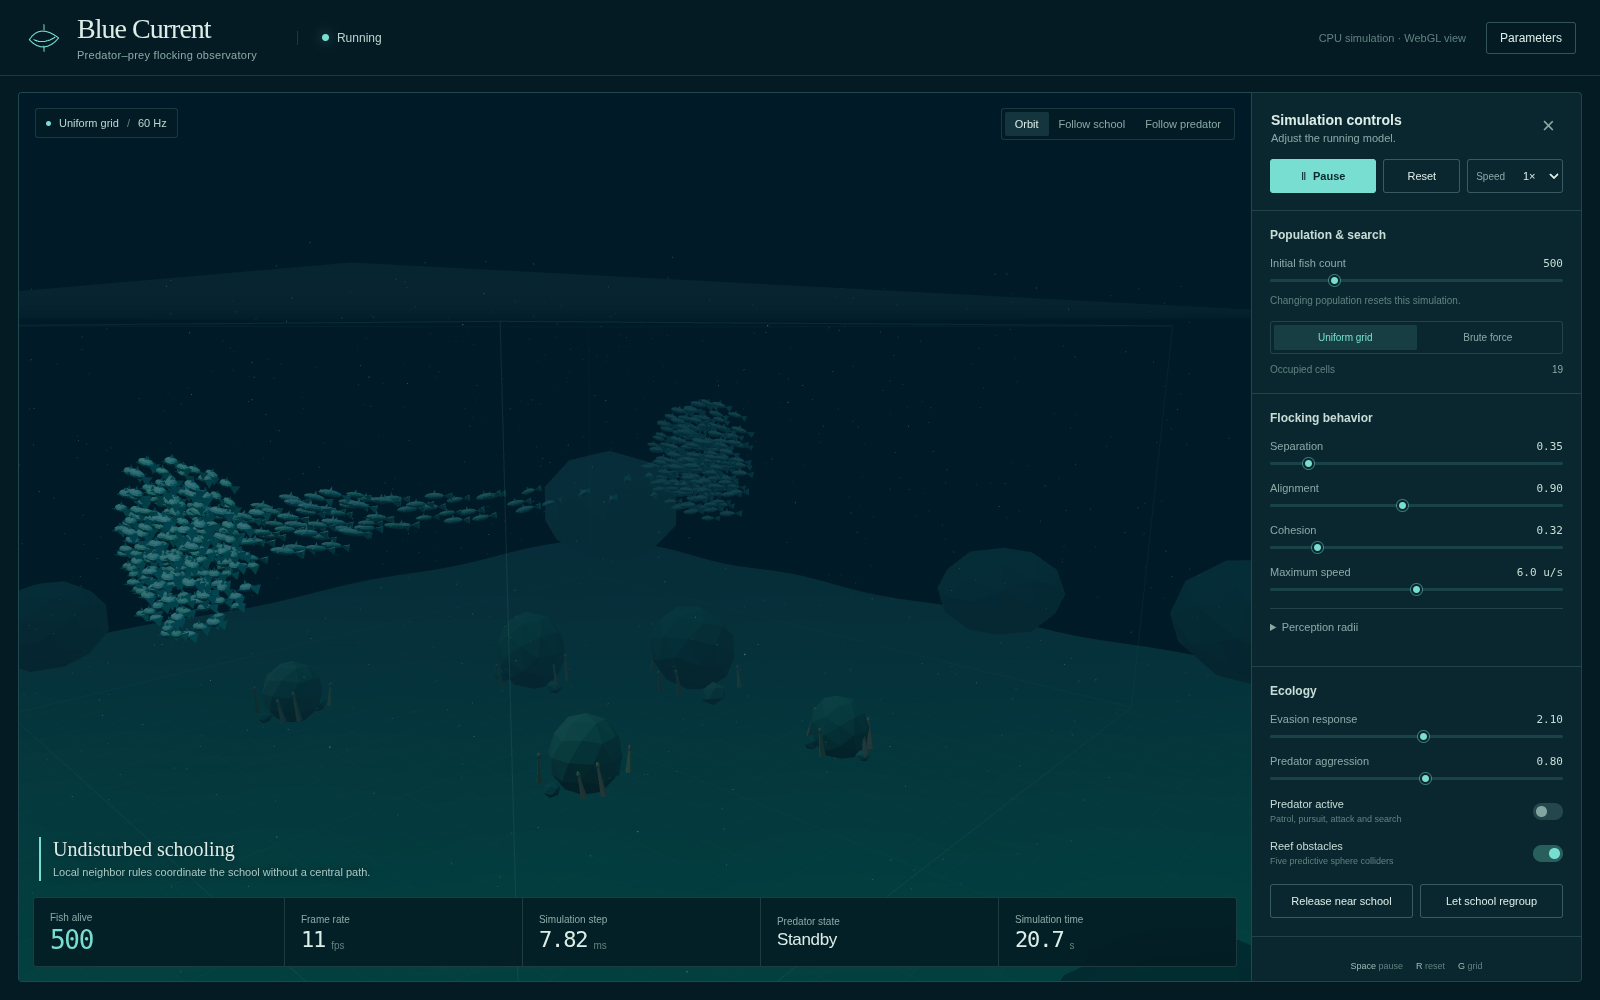 Blue Current
Predator–prey flocking observatory
Running
CPU simulation · WebGL view
Parameters
Uniform grid / 60 Hz
Orbit
Follow school
Follow predator
Simulation controls
Adjust the running model.
Pause
Reset
Speed 1×
Population & search
Initial fish count 500
Changing population resets this simulation.
Uniform grid
Brute force
Occupied cells 19
Flocking behavior
Separation 0.35
Alignment 0.90
Cohesion 0.32
Maximum speed 6.0 u/s
Perception radii
Ecology
Evasion response 2.10
Predator aggression 0.80
Predator active
Patrol, pursuit, attack and search
Reef obstacles
Five predictive sphere colliders
Release near school
Let school regroup
Space pause R reset G grid
Undisturbed schooling
Local neighbor rules coordinate the school without a central path.
Fish alive
500
Frame rate
11 fps
Simulation step
7.82 ms
Predator state
Standby
Simulation time
20.7 s